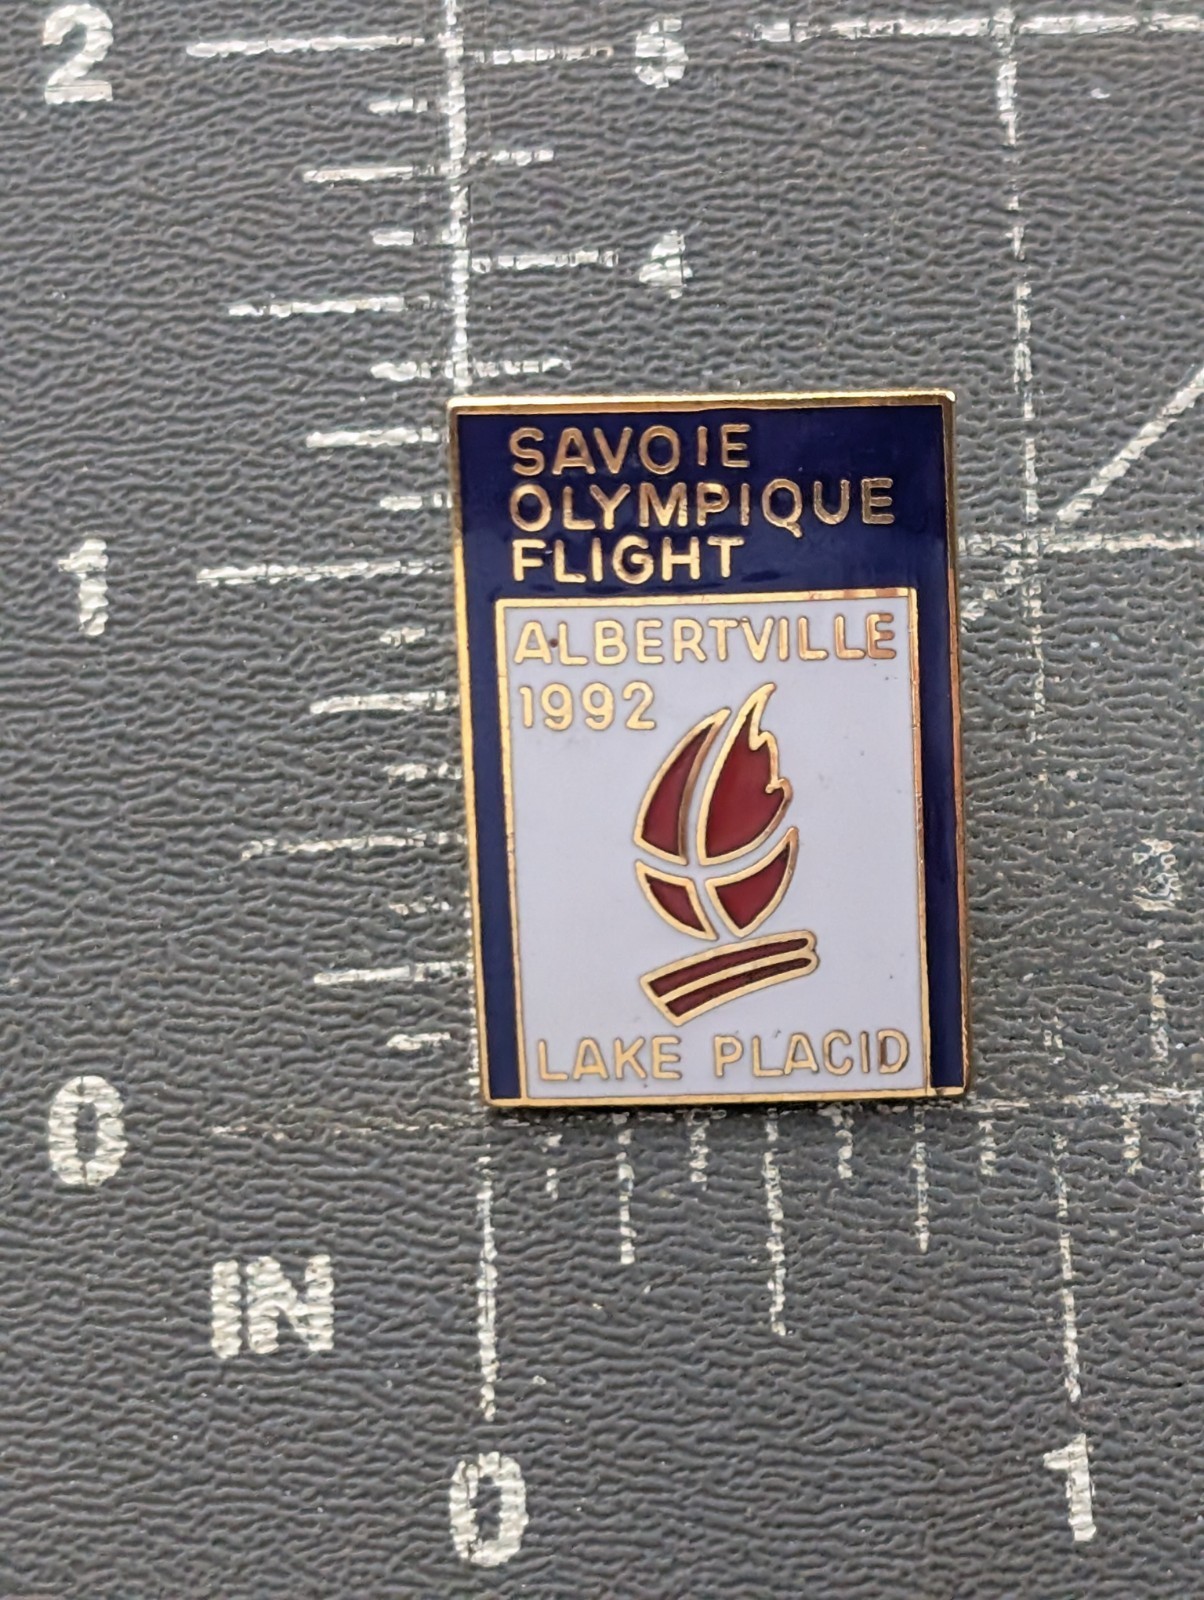 2
5
4
SAVOIE
OLYMPIQUE
FLIGHT
1
ALBERTVILLE
1992
LAKE PLACID
0
IN
0
1